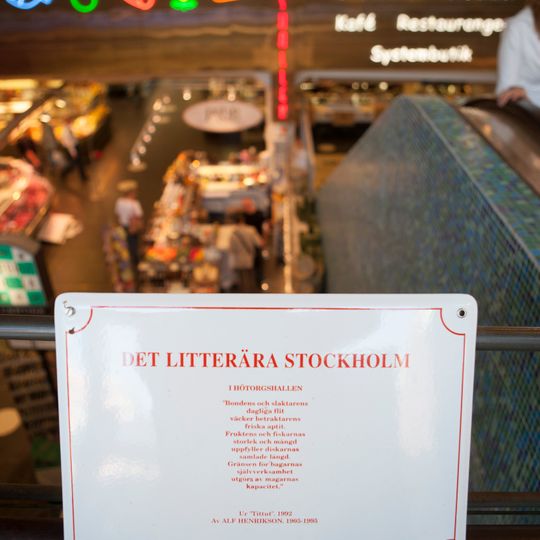 Kafé Restaurange
Systembutik
DET LITTERÄRA STOCKHOLM
I HÖTORGSHALLEN
"Bondens och slaktarens
dagliga flit
väcker betraktarens
friska aptit.
Fruktens och fiskarnas
storlek och mängd
uppfyller diskarnas
samlade längd.
Gränsen för bagarnas
självverksamhet
utgörs av magarnas
kapacitet."
Ur "Tittut", 1992
Av ALF HENRIKSON, 1905-1995